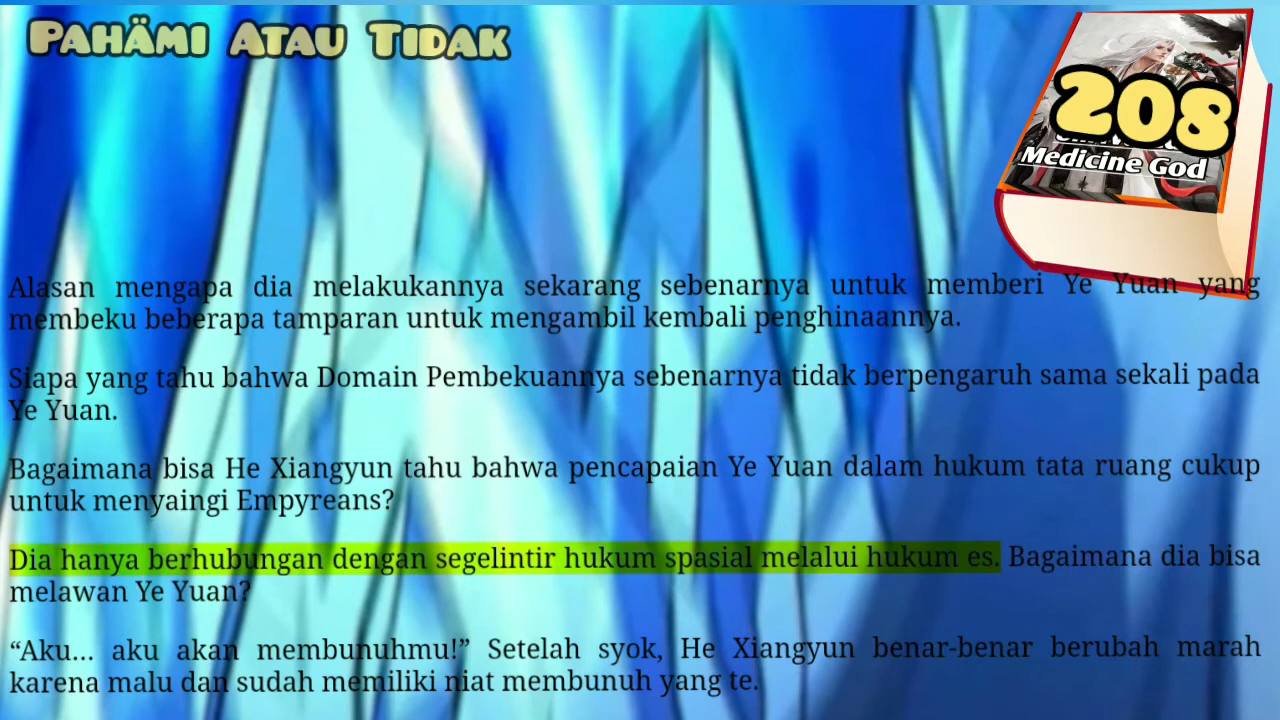 PAHÄMI ATAU TIDAK
208
Medicine God
Alasan mengapa dia melakukannya sekarang sebenarnya untuk memberi Ye Yuan yang
membeku beberapa tamparan untuk mengambil kembali penghinaannya.
Siapa yang tahu bahwa Domain Pembekuannya sebenarnya tidak berpengaruh sama sekali pada
Ye Yuan.
Bagaimana bisa He Xiangyun tahu bahwa pencapaian Ye Yuan dalam hukum tata ruang cukup
untuk menyaingi Empyreans?
Dia hanya berhubungan dengan segelintir hukum spasial melalui hukum es. Bagaimana dia bisa
melawan Ye Yuan?
“Aku... aku akan membunuhmu!” Setelah syok, He Xiangyun benar-benar berubah marah
karena malu dan sudah memiliki niat membunuh yang te.